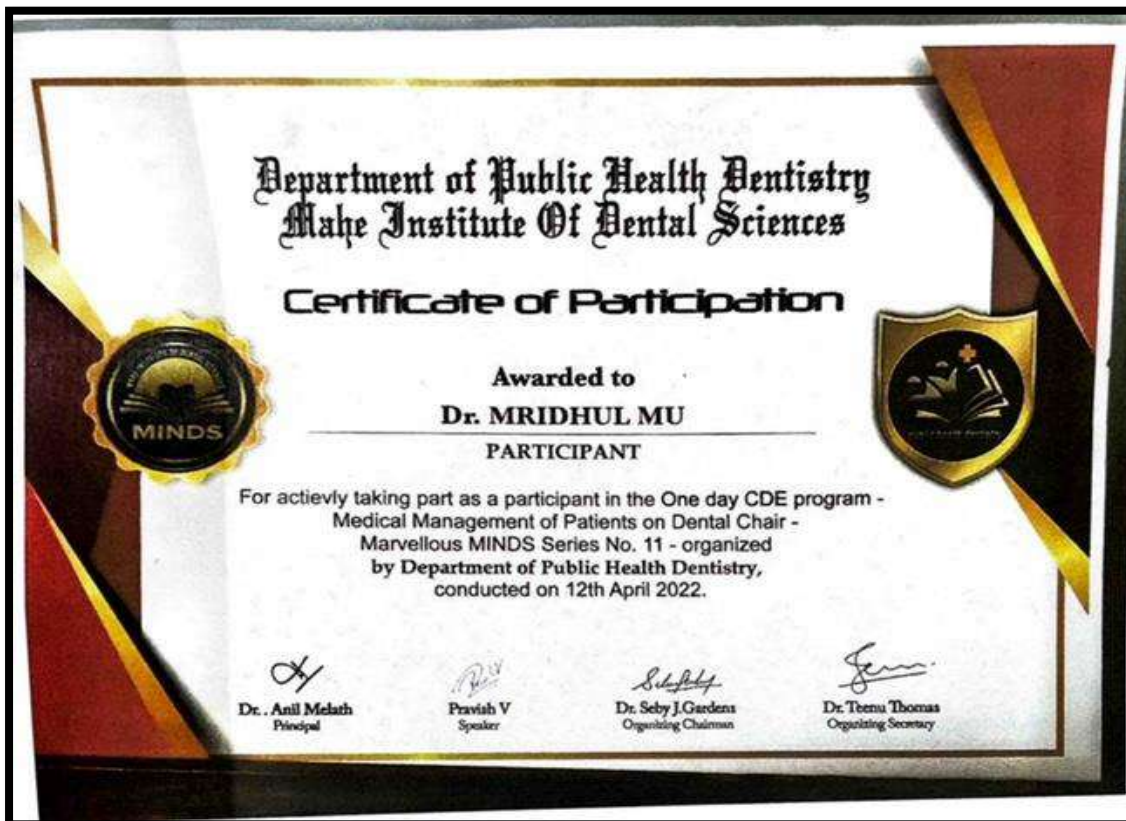 Department of Public Health Dentistry
Mahe Institute Of Dental Sciences
Certificate of Participation
Awarded to
Dr. MRIDHUL MU
PARTICIPANT
MINDS
For actievly taking part as a participant in the One day CDE program -
Medical Management of Patients on Dental Chair -
Marvellous MINDS Series No. 11 - organized
by Department of Public Health Dentistry,
conducted on 12th April 2022.
Dr. . Anil Melath
Principal
Pravish V
Speaker
Dr. Seby J.Gardens
Organizing Chairman
Dr. Teenu Thomas
Organizing Secretary